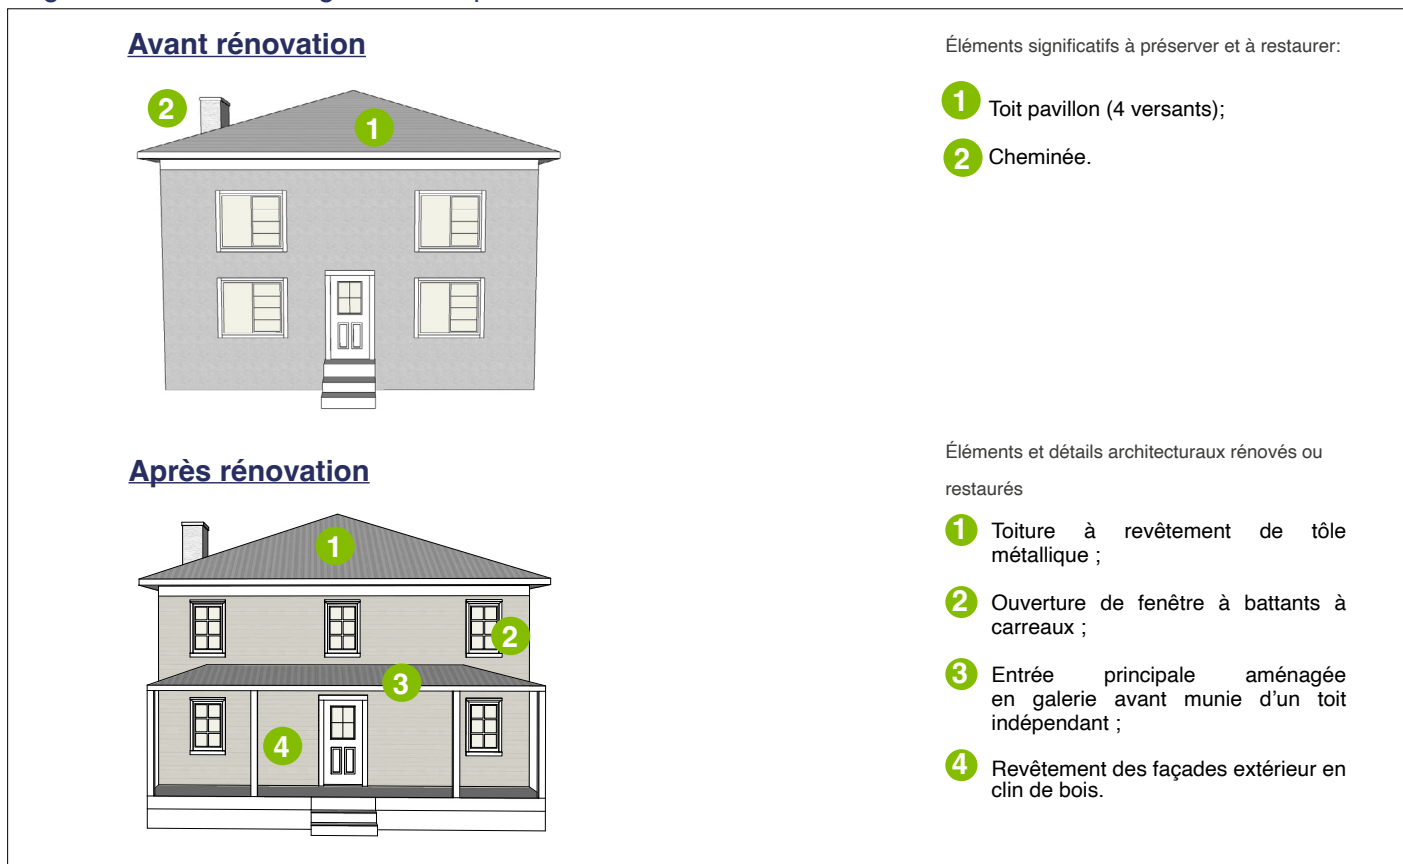 Avant rénovation
2
1
Éléments significatifs à préserver et à restaurer:
1 Toit pavillon (4 versants);
2 Cheminée.
Après rénovation
1
2
3
4
Éléments et détails architecturaux rénovés ou
restaurés
1 Toiture à revêtement de tôle
métallique ;
2 Ouverture de fenêtre à battants à
carreaux ;
3 Entrée principale aménagée
en galerie avant munie d'un toit
indépendant ;
4 Revêtement des façades extérieur en
clin de bois.